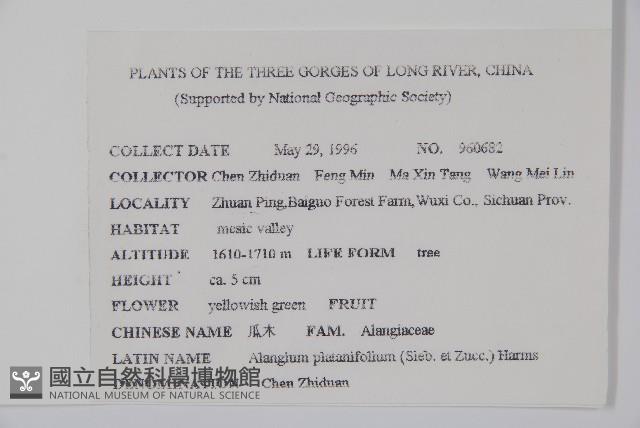 PLANTS OF THE THREE GORGES OF LONG RIVER, CHINA
(Supported by National Geographic Society)
COLLECT DATE May 29, 1996 NO. 960682
COLLECTOR Chen Zhiduan Feng Min Ma Xin Tang Wang Mei Lin
LOCALITY Zhuan Ping,Baiguo Forest Farm,Wuxi Co., Sichuan Prov.
HABITAT mesic valley
ALTITUDE 1610-1710 m LIFE FORM tree
HEIGHT ca. 5 cm
FLOWER yellowish green FRUIT
CHINESE NAME 瓜木 FAM. Alangiaceae
LATIN NAME Alangium platanifolium (Sieb. et Zucc.) Harms
DENOMINATION Chen Zhiduan
國立自然科學博物館
NATIONAL MUSEUM OF NATURAL SCIENCE